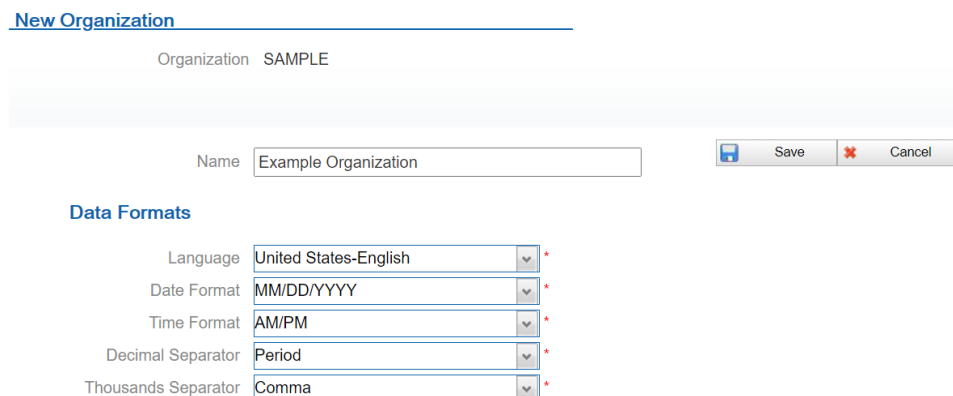 New Organization
Organization SAMPLE
Name Example Organization
Save Cancel
Data Formats
Language United States-English *
Date Format MM/DD/YYYY *
Time Format AM/PM *
Decimal Separator Period *
Thousands Separator Comma *